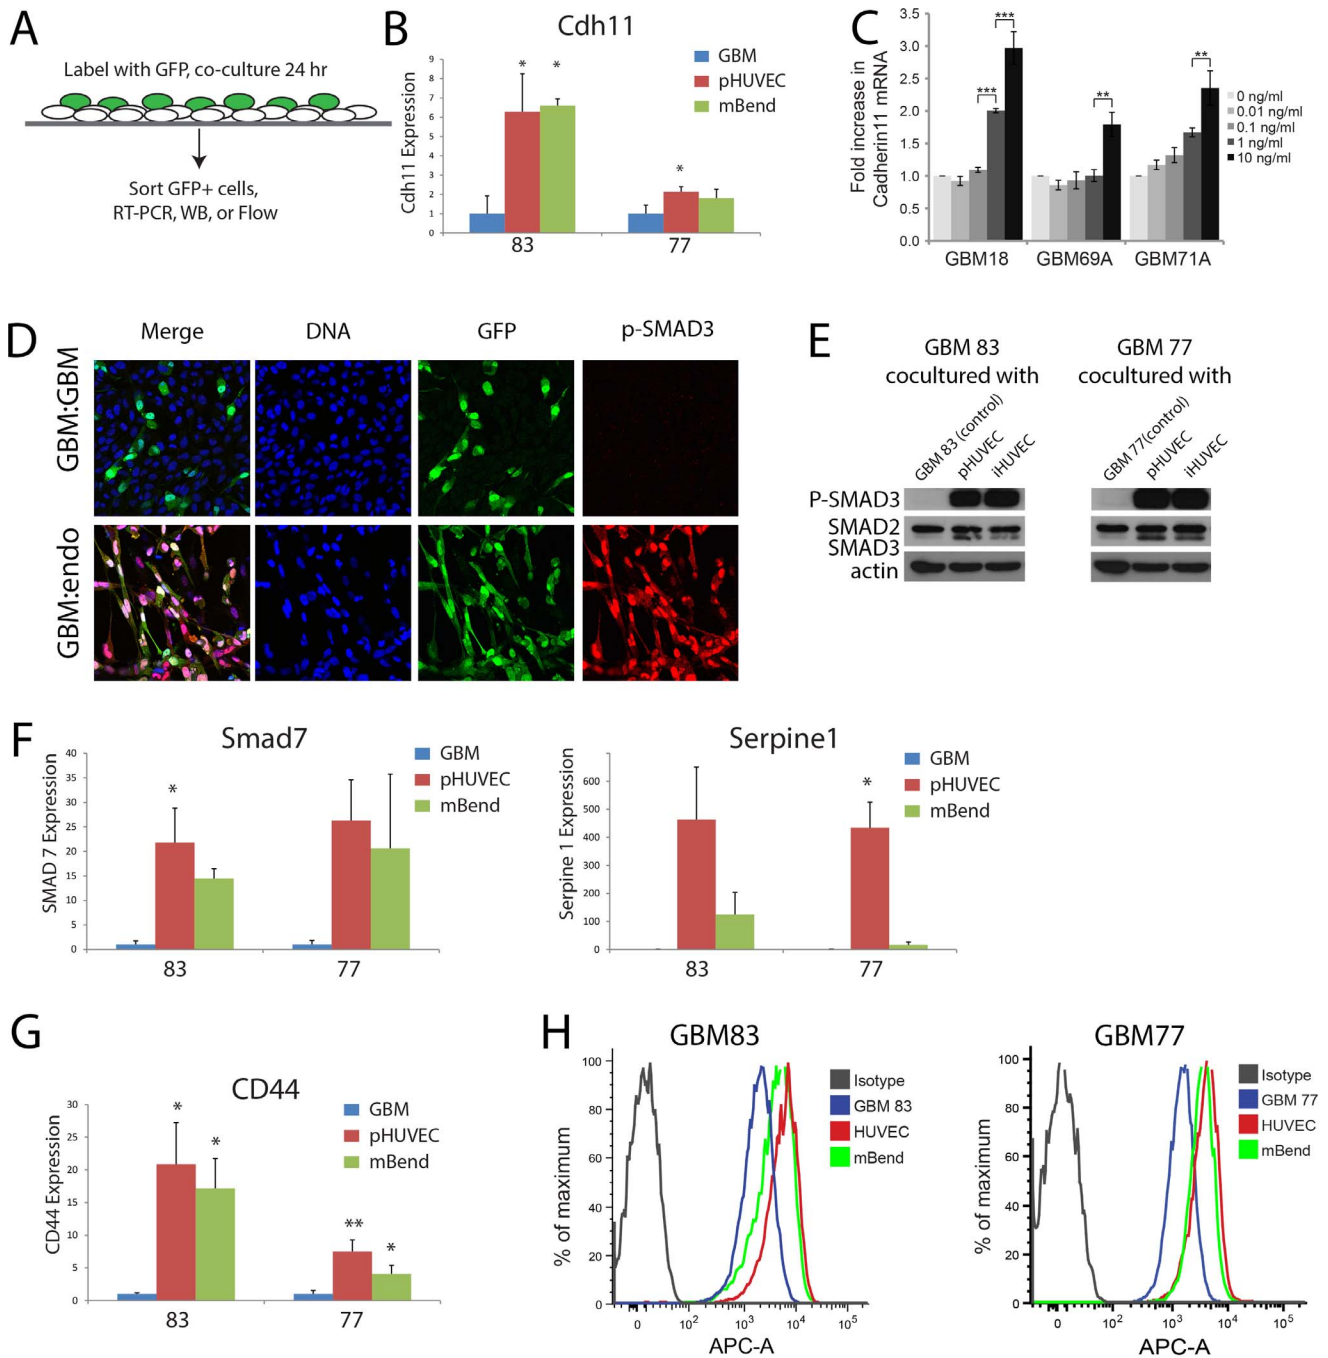 A
Label with GFP, co-culture 24 hr
Sort GFP+ cells,
RT-PCR, WB, or Flow
B
Cdh11
Cdh11 Expression
9
8
7
6
5
4
3
2
1
0
* * *
83 77
GBM
pHUVEC
mBend
C
Fold increase in
Cadherin11 mRNA
3.5
3.0
2.5
2.0
1.5
1.0
0.5
0.0
*** *** ** **
GBM18 GBM69A GBM71A
0 ng/ml
0.01 ng/ml
0.1 ng/ml
1 ng/ml
10 ng/ml
D
Merge DNA GFP p-SMAD3
GBM:GBM
GBM:endo
E
GBM 83
cocultured with
GBM 77
cocultured with
GBM 83 (control) pHUVEC iHUVEC
GBM 77(control) pHUVEC iHUVEC
P-SMAD3
SMAD2
SMAD3
actin
F
Smad7
SMAD 7 Expression
40
35
30
25
20
15
10
5
0
*
83 77
GBM
pHUVEC
mBend
Serpine1
Serpine 1 Expression
600
500
400
300
200
100
0
*
83 77
GBM
pHUVEC
mBend
G
CD44
CD44 Expression
30
25
20
15
10
5
0
* * ** *
83 77
GBM
pHUVEC
mBend
H
GBM83
% of maximum
100
80
60
40
20
0
0 10² 10³ 10⁴ 10⁵
APC-A
Isotype
GBM 83
HUVEC
mBend
GBM77
% of maximum
100
80
60
40
20
0
0 10² 10³ 10⁴ 10⁵
APC-A
Isotype
GBM 77
HUVEC
mBend